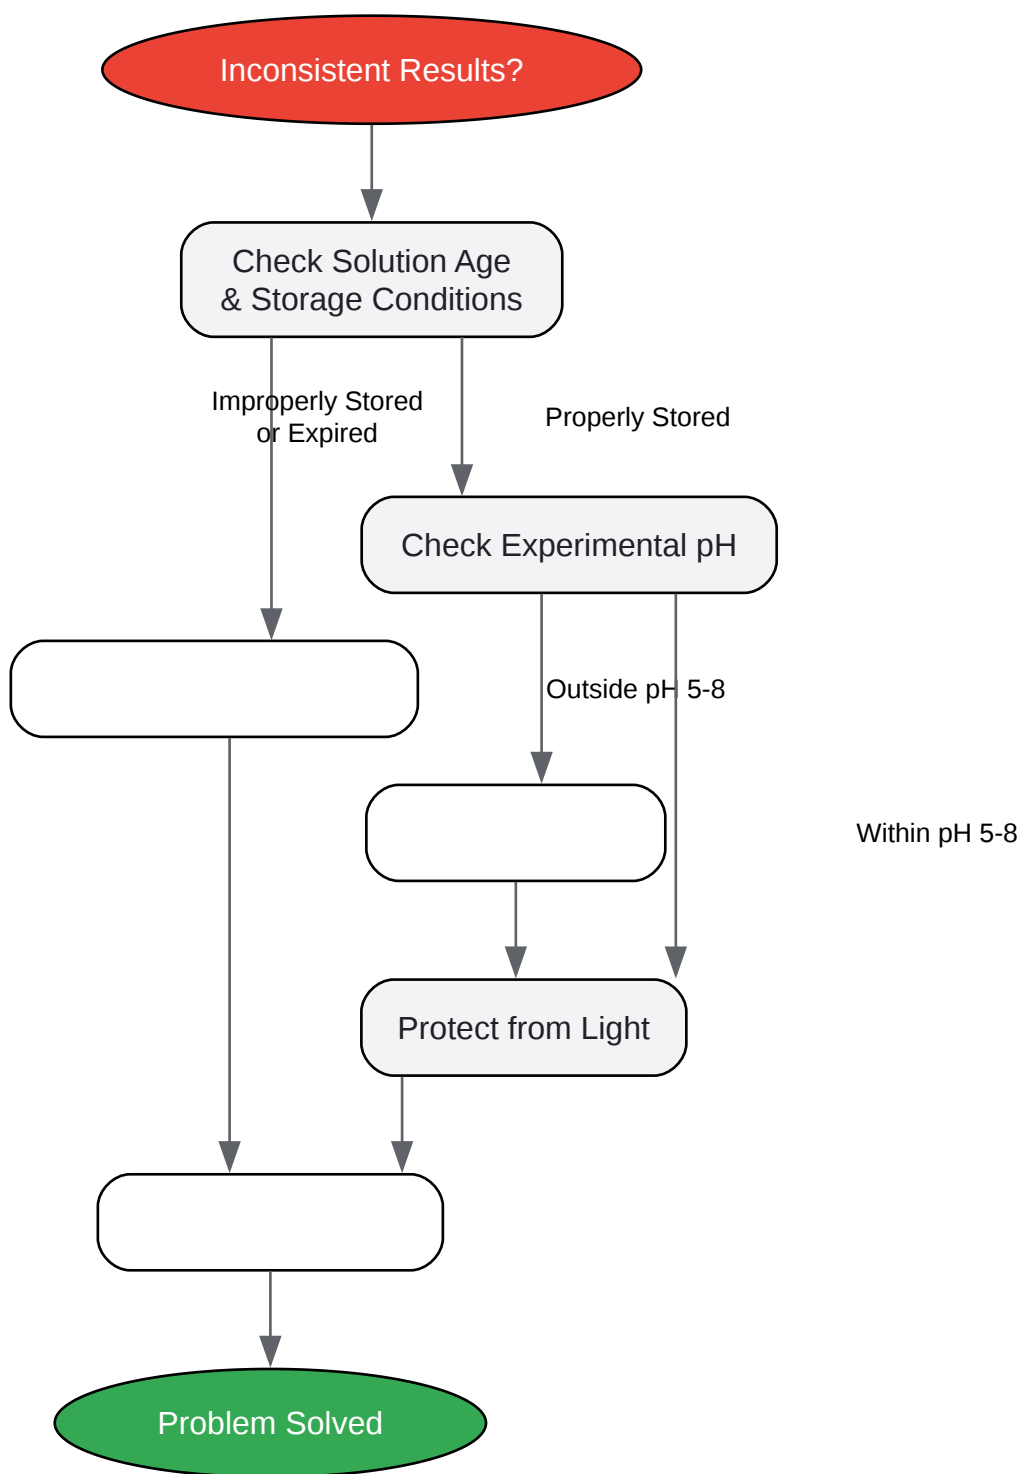 Inconsistent Results?
Check Solution Age
& Storage Conditions
Improperly Stored
or Expired
Properly Stored
Check Experimental pH
Outside pH 5-8
Within pH 5-8
Protect from Light
Problem Solved